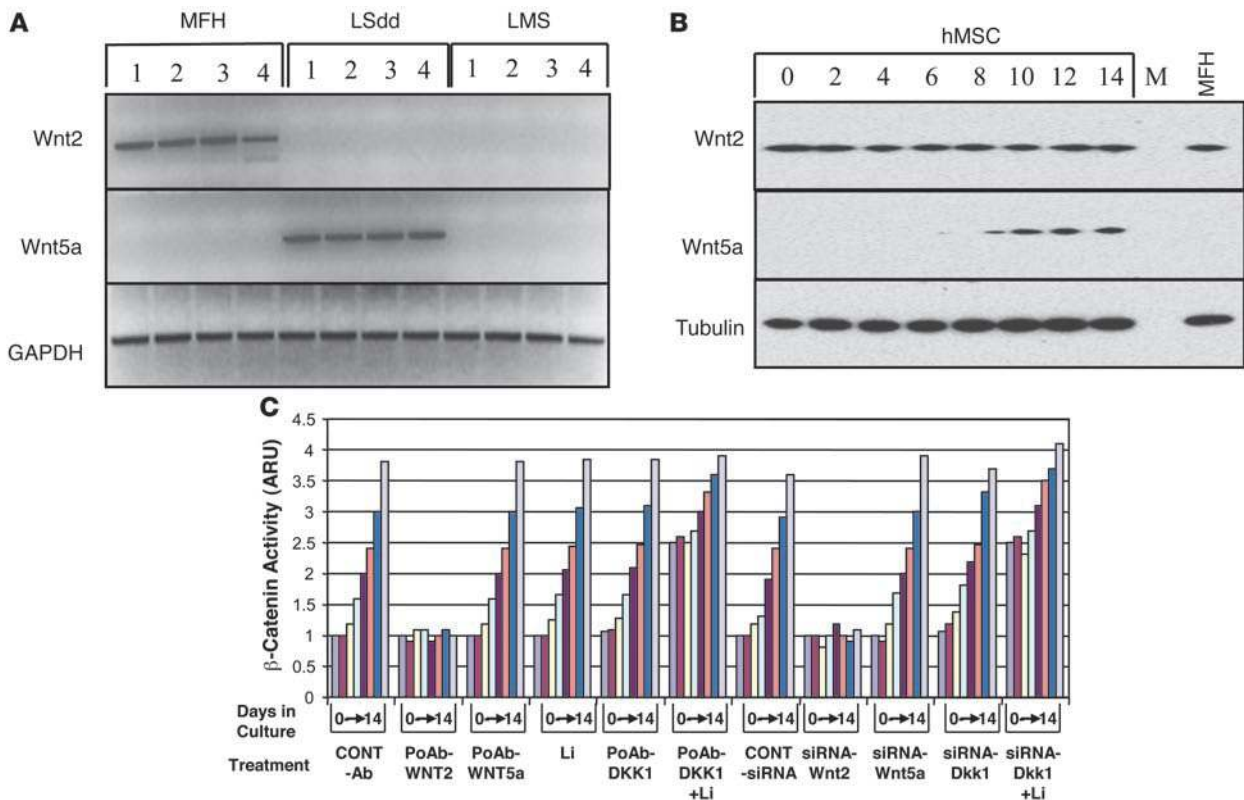 A
MFH LSdd LMS
1 2 3 4 1 2 3 4 1 2 3 4
Wnt2
Wnt5a
GAPDH
B
hMSC
0 2 4 6 8 10 12 14 M MFH
Wnt2
Wnt5a
Tubulin
C
β-Catenin Activity (ARU)
4.5
4
3.5
3
2.5
2
1.5
1
0.5
0
Days in
Culture
0→14 0→14 0→14 0→14 0→14 0→14 0→14 0→14 0→14 0→14 0→14
Treatment
CONT
-Ab
PoAb-
WNT2
PoAb-
WNT5a
Li
PoAb-
DKK1
PoAb-
DKK1
+Li
CONT
-siRNA
siRNA-
Wnt2
siRNA-
Wnt5a
siRNA-
Dkk1
siRNA-
Dkk1
+Li